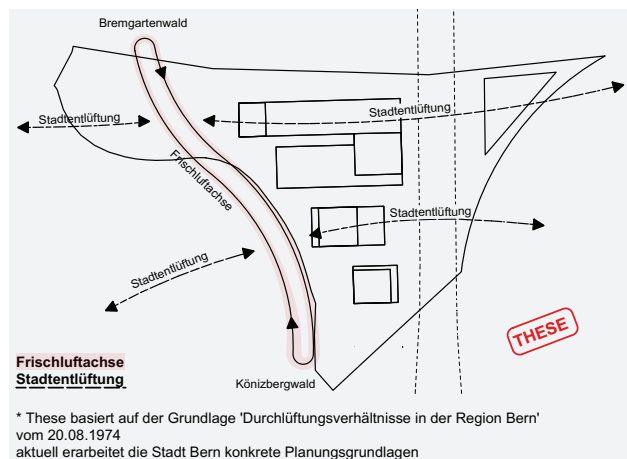 Bremgartenwald
Stadtentlüftung
Stadtentlüftung
Frischluftachse
Stadtentlüftung
Stadtentlüftung
THESE
Frischluftachse
Stadtentlüftung
Könizbergwald
* These basiert auf der Grundlage 'Durchlüftungsverhältnisse in der Region Bern'
vom 20.08.1974
aktuell erarbeitet die Stadt Bern konkrete Planungsgrundlagen